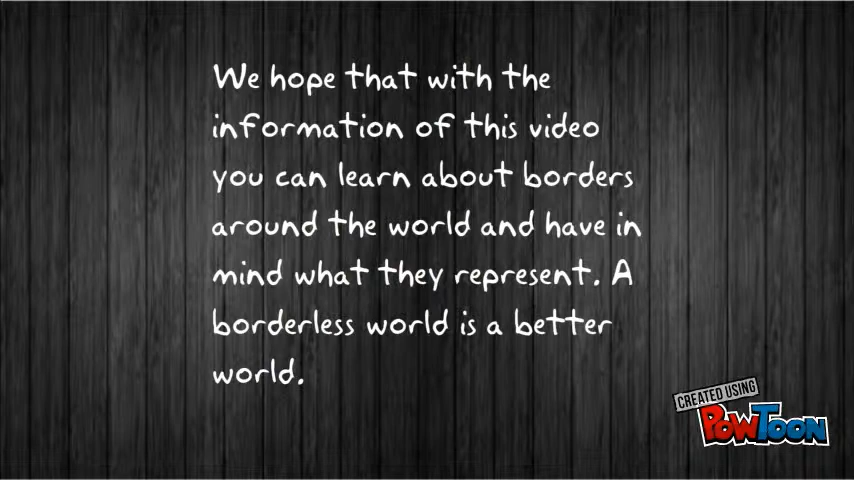 We hope that with the
information of this video
you can learn about borders
around the world and have in
mind what they represent. A
borderless world is a better
world.
CREATED USING
POWTOON